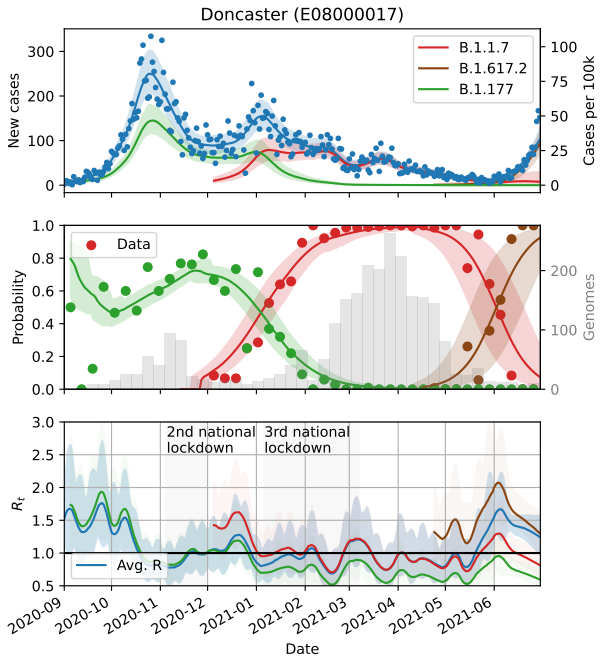 Doncaster (E08000017)
New cases
300
200
100
0
B.1.1.7
B.1.617.2
B.1.177
100
75
50
25
0
Cases per 100k
Probability
1.0
0.8
0.6
0.4
0.2
0.0
Data
200
100
0
Genomes
R_t
3.0
2.5
2.0
1.5
1.0
0.5
2nd national
lockdown
3rd national
lockdown
Avg. R
2020-09
2020-10
2020-11
2020-12
2021-01
2021-02
2021-03
2021-04
2021-05
2021-06
Date